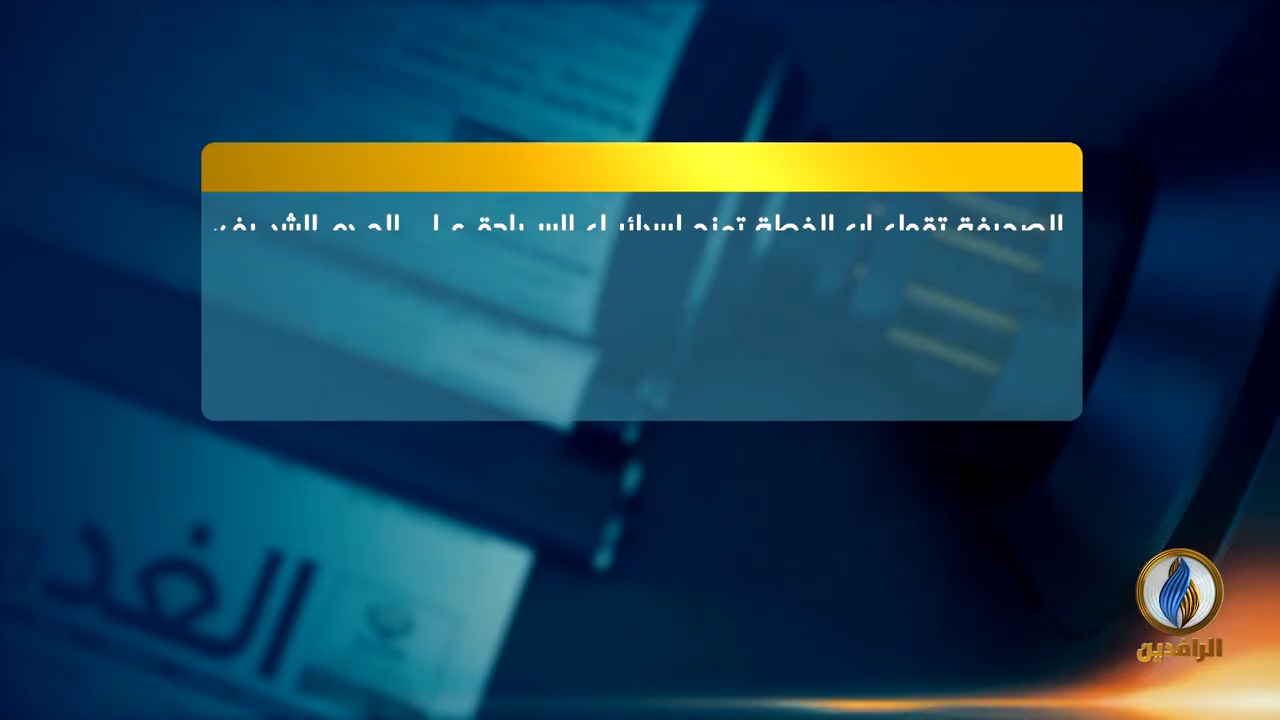 الصحيفة تقول إن الخطة تمنح إسرائيل السيادة على الحرم الشريف،
الغد
الرافدين